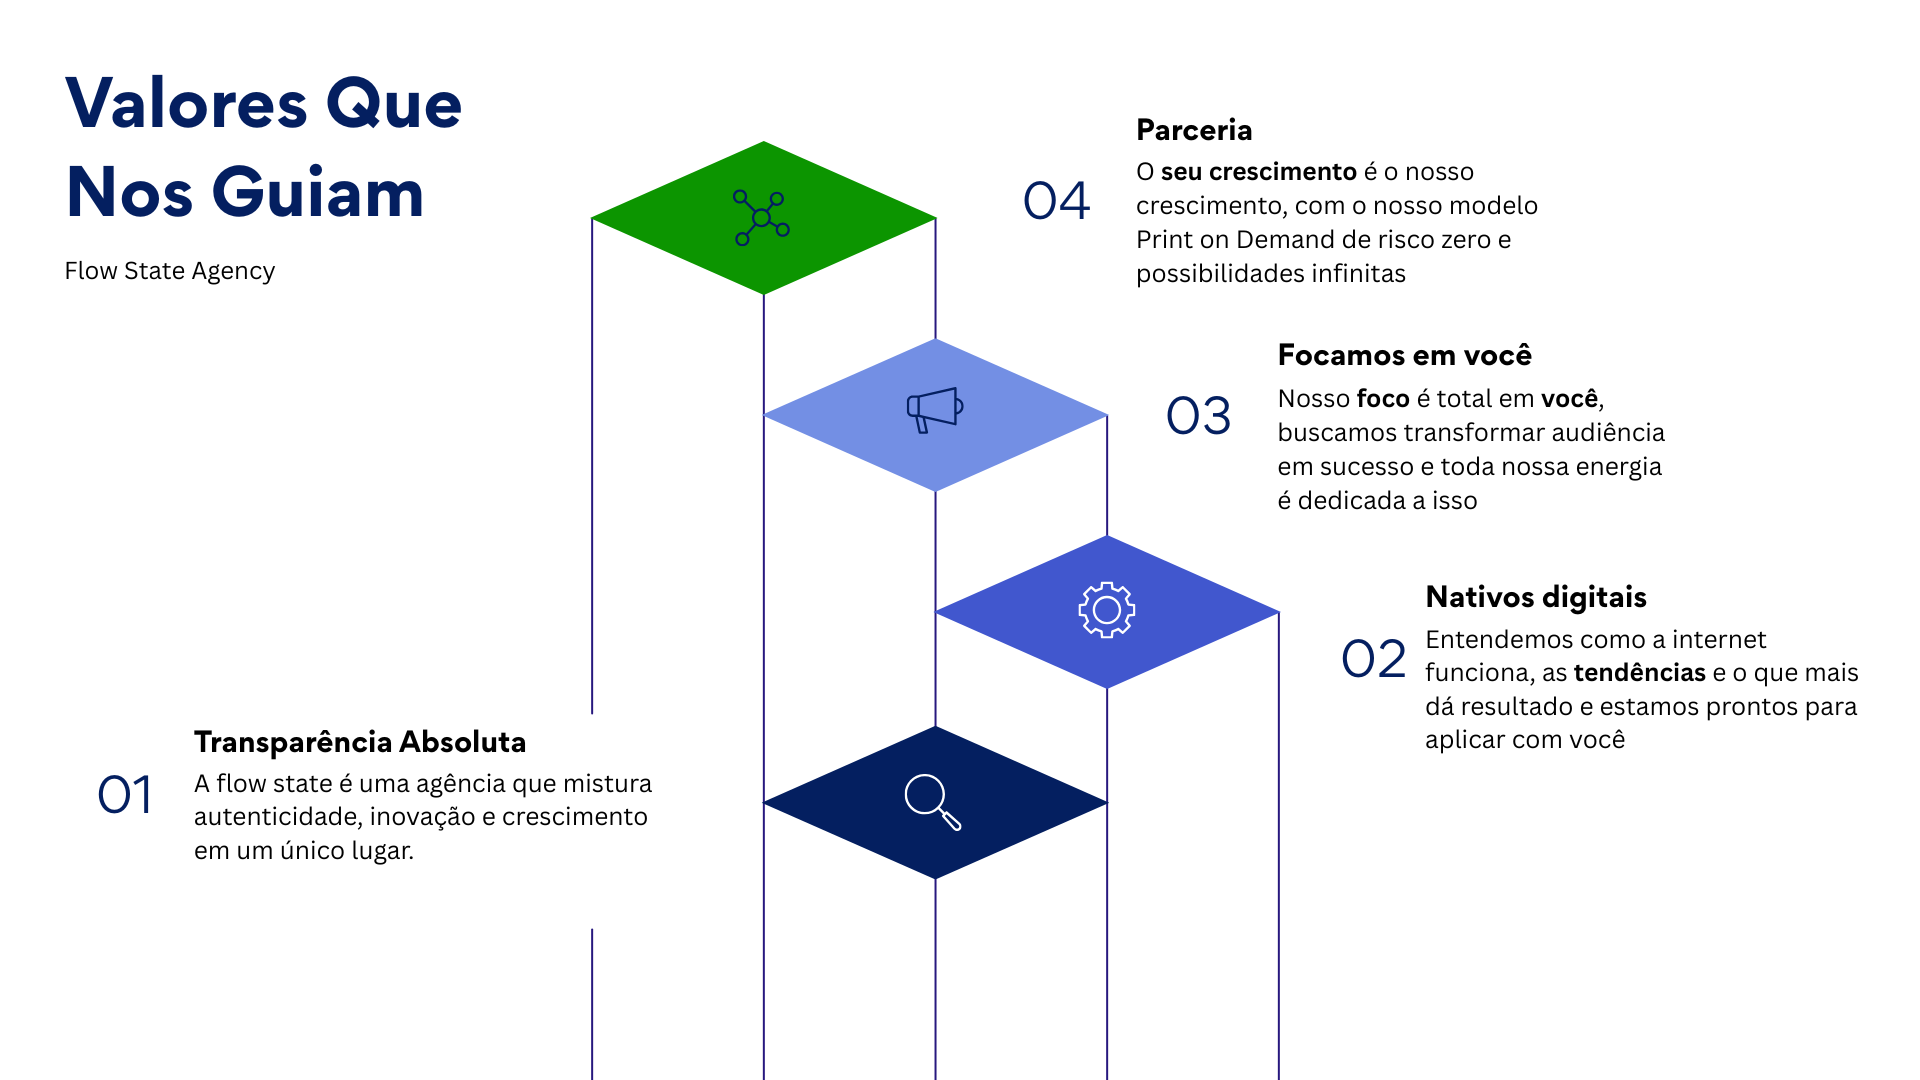 Valores Que
Nos Guiam
Flow State Agency
04
Parceria
O seu crescimento é o nosso
crescimento, com o nosso modelo
Print on Demand de risco zero e
possibilidades infinitas
03
Focamos em você
Nosso foco é total em você,
buscamos transformar audiência
em sucesso e toda nossa energia
é dedicada a isso
02
Nativos digitais
Entendemos como a internet
funciona, as tendências e o que mais
dá resultado e estamos prontos para
aplicar com você
01
Transparência Absoluta
A flow state é uma agência que mistura
autenticidade, inovação e crescimento
em um único lugar.